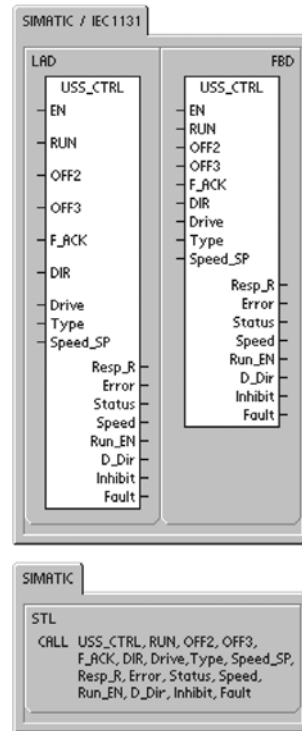 SIMATIC / IEC1131
LAD
USS_CTRL
EN
RUN
OFF2
OFF3
F_ACK
DIR
Drive
Type
Speed_SP
Resp_R
Error
Status
Speed
Run_EN
D_Dir
Inhibit
Fault
FBD
USS_CTRL
EN
RUN
OFF2
OFF3
F_ACK
DIR
Drive
Type
Speed_SP
Resp_R
Error
Status
Speed
Run_EN
D_Dir
Inhibit
Fault
SIMATIC
STL
CALL USS_CTRL, RUN, OFF2, OFF3,
F_ACK, DIR, Drive,Type, Speed_SP,
Resp_R, Error, Status, Speed,
Run_EN, D_Dir, Inhibit, Fault